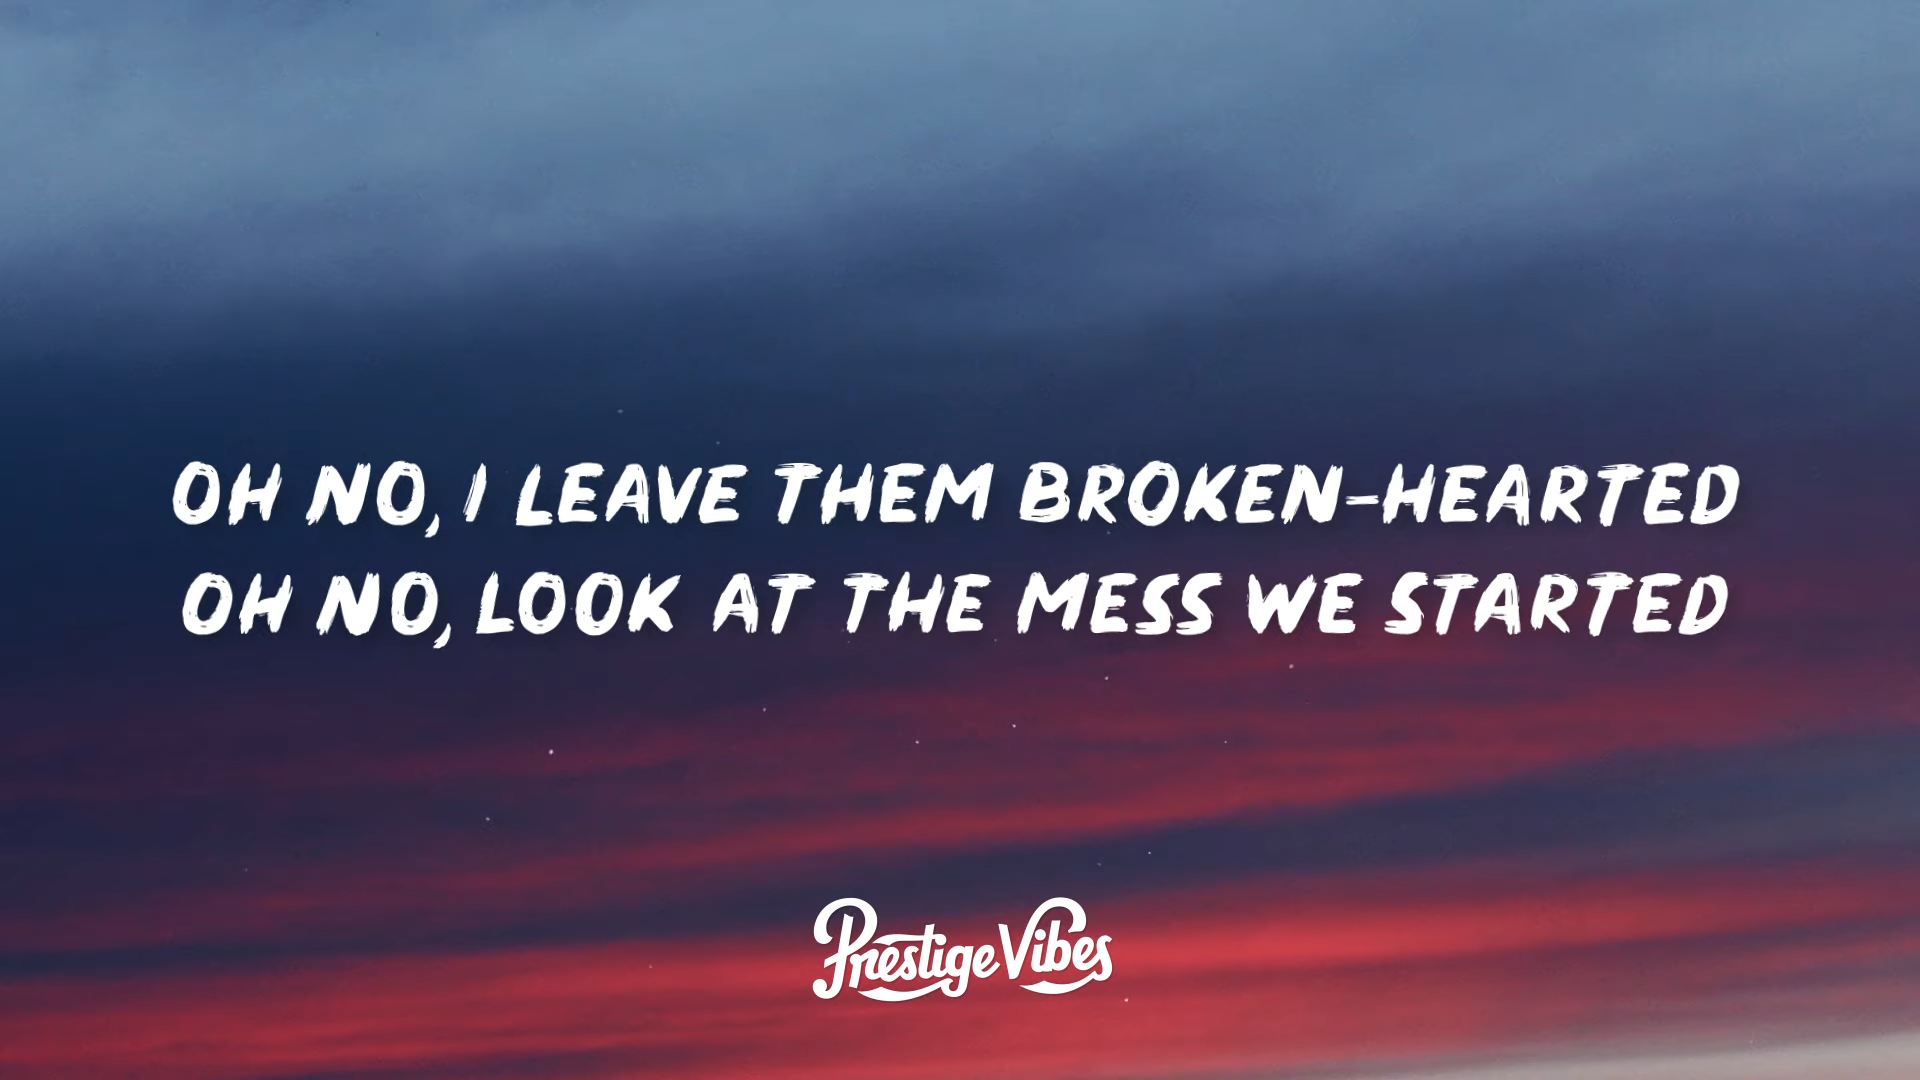 OH NO, I LEAVE THEM BROKEN-HEARTED
OH NO, LOOK AT THE MESS WE STARTED
Prestige Vibes